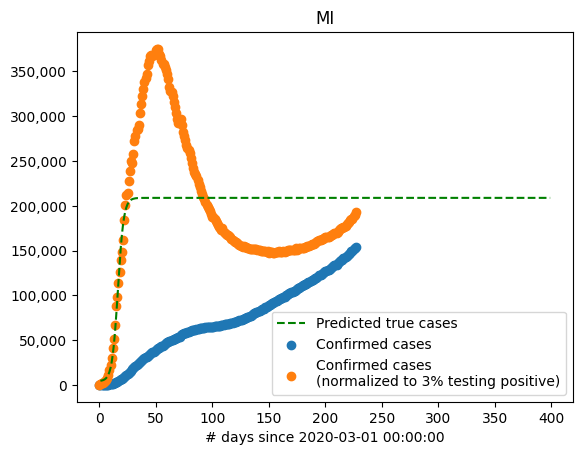 MI
350,000
300,000
250,000
200,000
150,000
100,000
50,000
0
Predicted true cases
Confirmed cases
Confirmed cases
(normalized to 3% testing positive)
0 50 100 150 200 250 300 350 400
# days since 2020-03-01 00:00:00